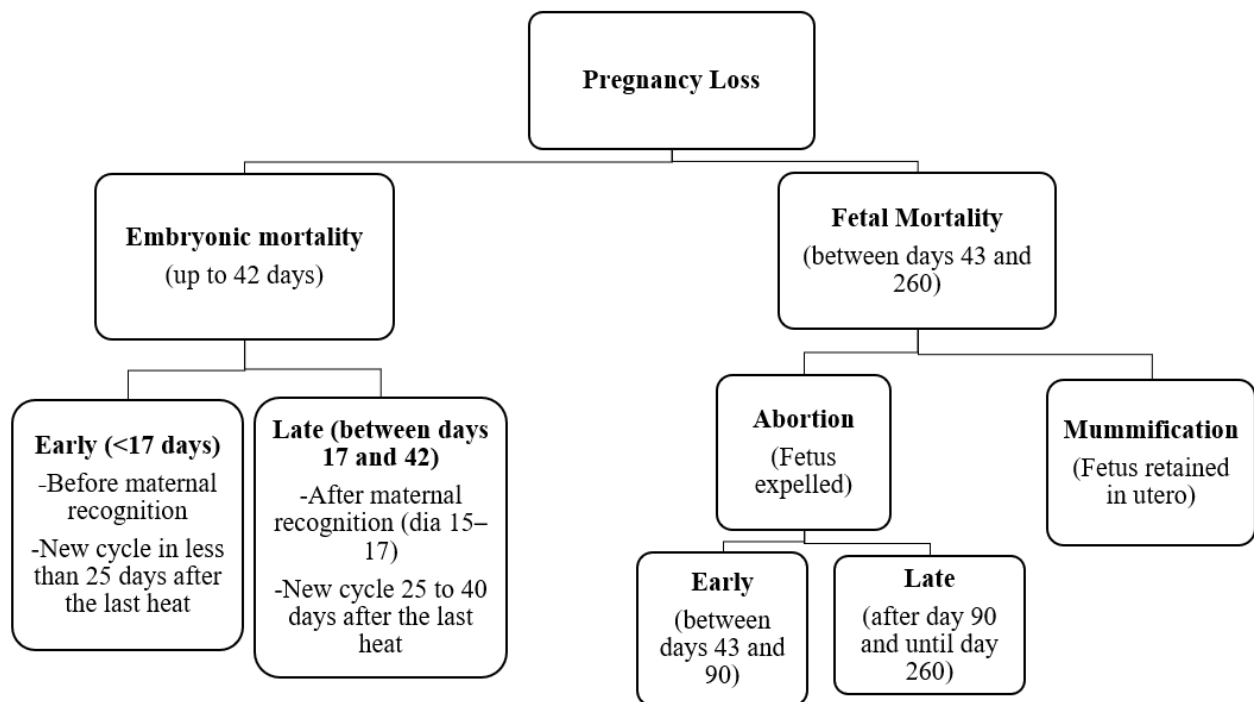 Pregnancy Loss
Embryonic mortality
(up to 42 days)
Fetal Mortality
(between days 43 and
260)
Early (<17 days)
-Before maternal
recognition
-New cycle in less
than 25 days after
the last heat
Late (between days
17 and 42)
-After maternal
recognition (dia 15–
17)
-New cycle 25 to 40
days after the last
heat
Abortion
(Fetus
expelled)
Mummification
(Fetus retained
in utero)
Early
(between
days 43 and
90)
Late
(after day 90
and until day
260)